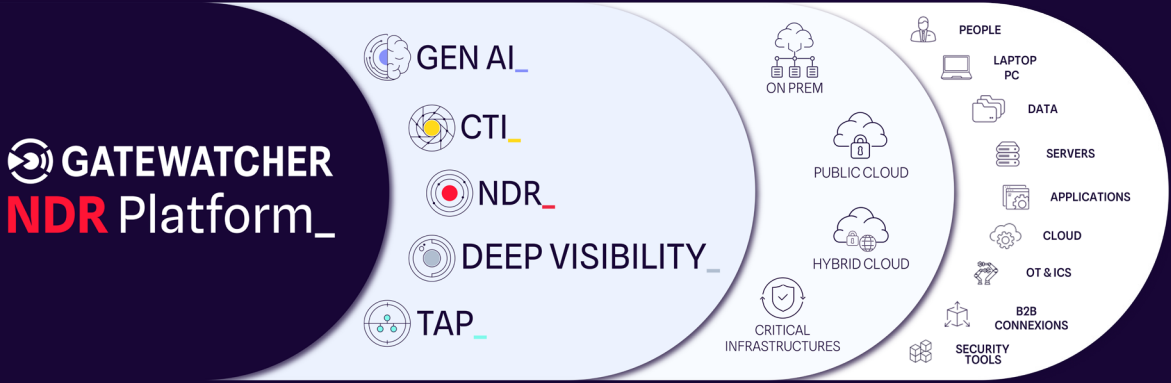 GATEWATCHER
NDR Platform_
GEN AI_
CTI_
NDR_
DEEP VISIBILITY_
TAP_
ON PREM
PUBLIC CLOUD
HYBRID CLOUD
CRITICAL
INFRASTRUCTURES
PEOPLE
LAPTOP
PC
DATA
SERVERS
APPLICATIONS
CLOUD
OT & ICS
B2B
CONNEXIONS
SECURITY
TOOLS